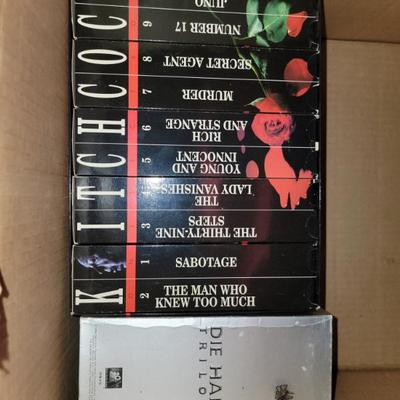 KITCHCOC
JUNO
9 NUMBER 17
8 SECRET AGENT
7 MURDER
6 RICH
AND STRANGE
5 YOUNG AND
INNOCENT
4 THE
LADY VANISHES
3 THE THIRTY-NINE
STEPS
1 SABOTAGE
2 THE MAN WHO
KNEW TOO MUCH
DIE HA
TRILO